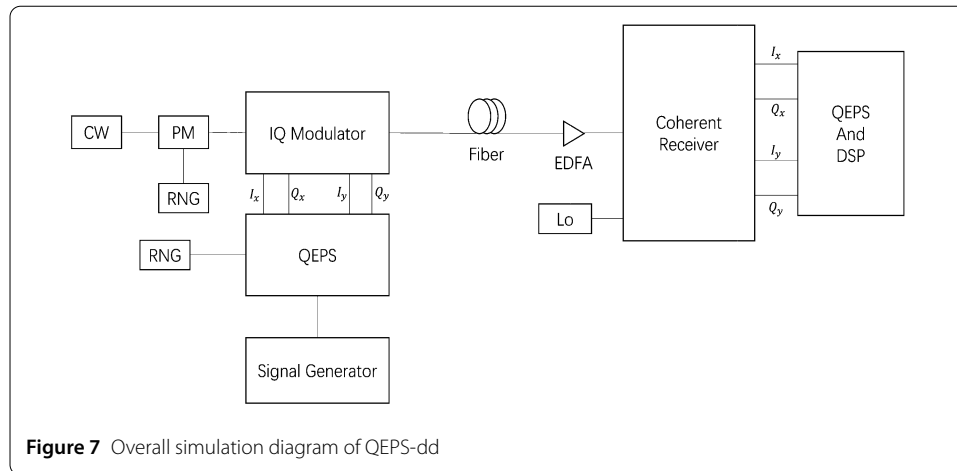 CW
PM
RNG
IQ Modulator
I_x
Q_x
I_y
Q_y
RNG
QEPS
Signal Generator
Fiber
EDFA
Lo
Coherent
Receiver
I_x
Q_x
I_y
Q_y
QEPS
And
DSP
Figure 7 Overall simulation diagram of QEPS-dd